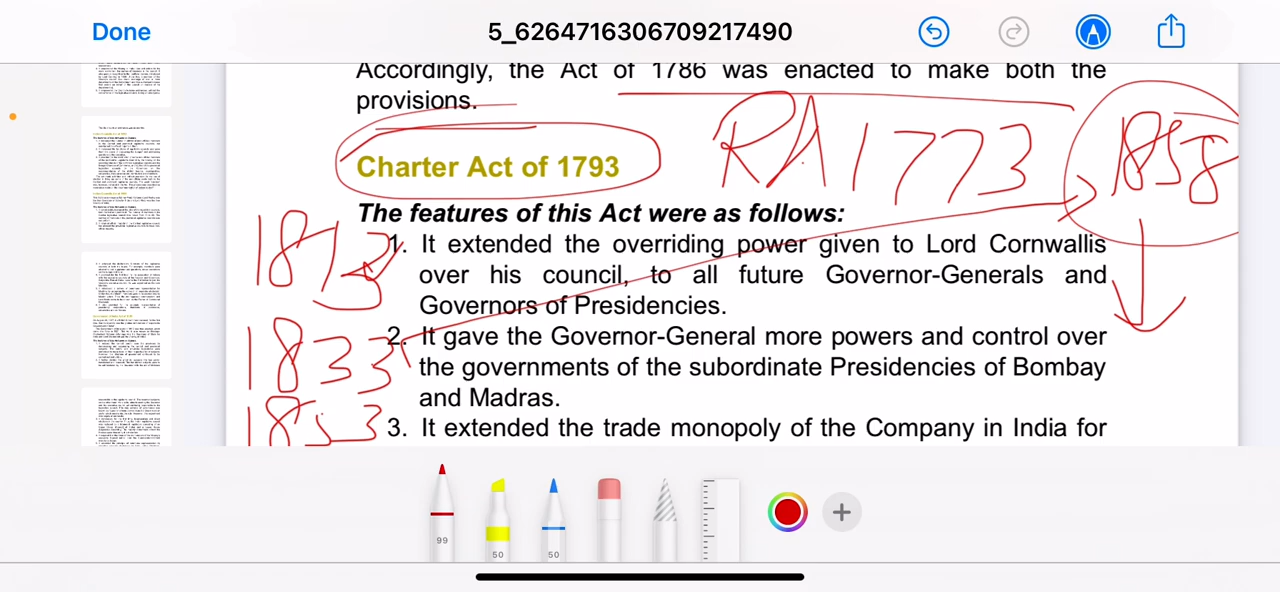 Done
5_6264716306709217490
Accordingly, the Act of 1786 was enacted to make both the
provisions.
RA 1773
1858
Charter Act of 1793
The features of this Act were as follows:
1813
1. It extended the overriding power given to Lord Cornwallis
over his council, to all future Governor-Generals and
Governors of Presidencies.
1833
2. It gave the Governor-General more powers and control over
the governments of the subordinate Presidencies of Bombay
and Madras.
1853
3. It extended the trade monopoly of the Company in India for
99
50
50